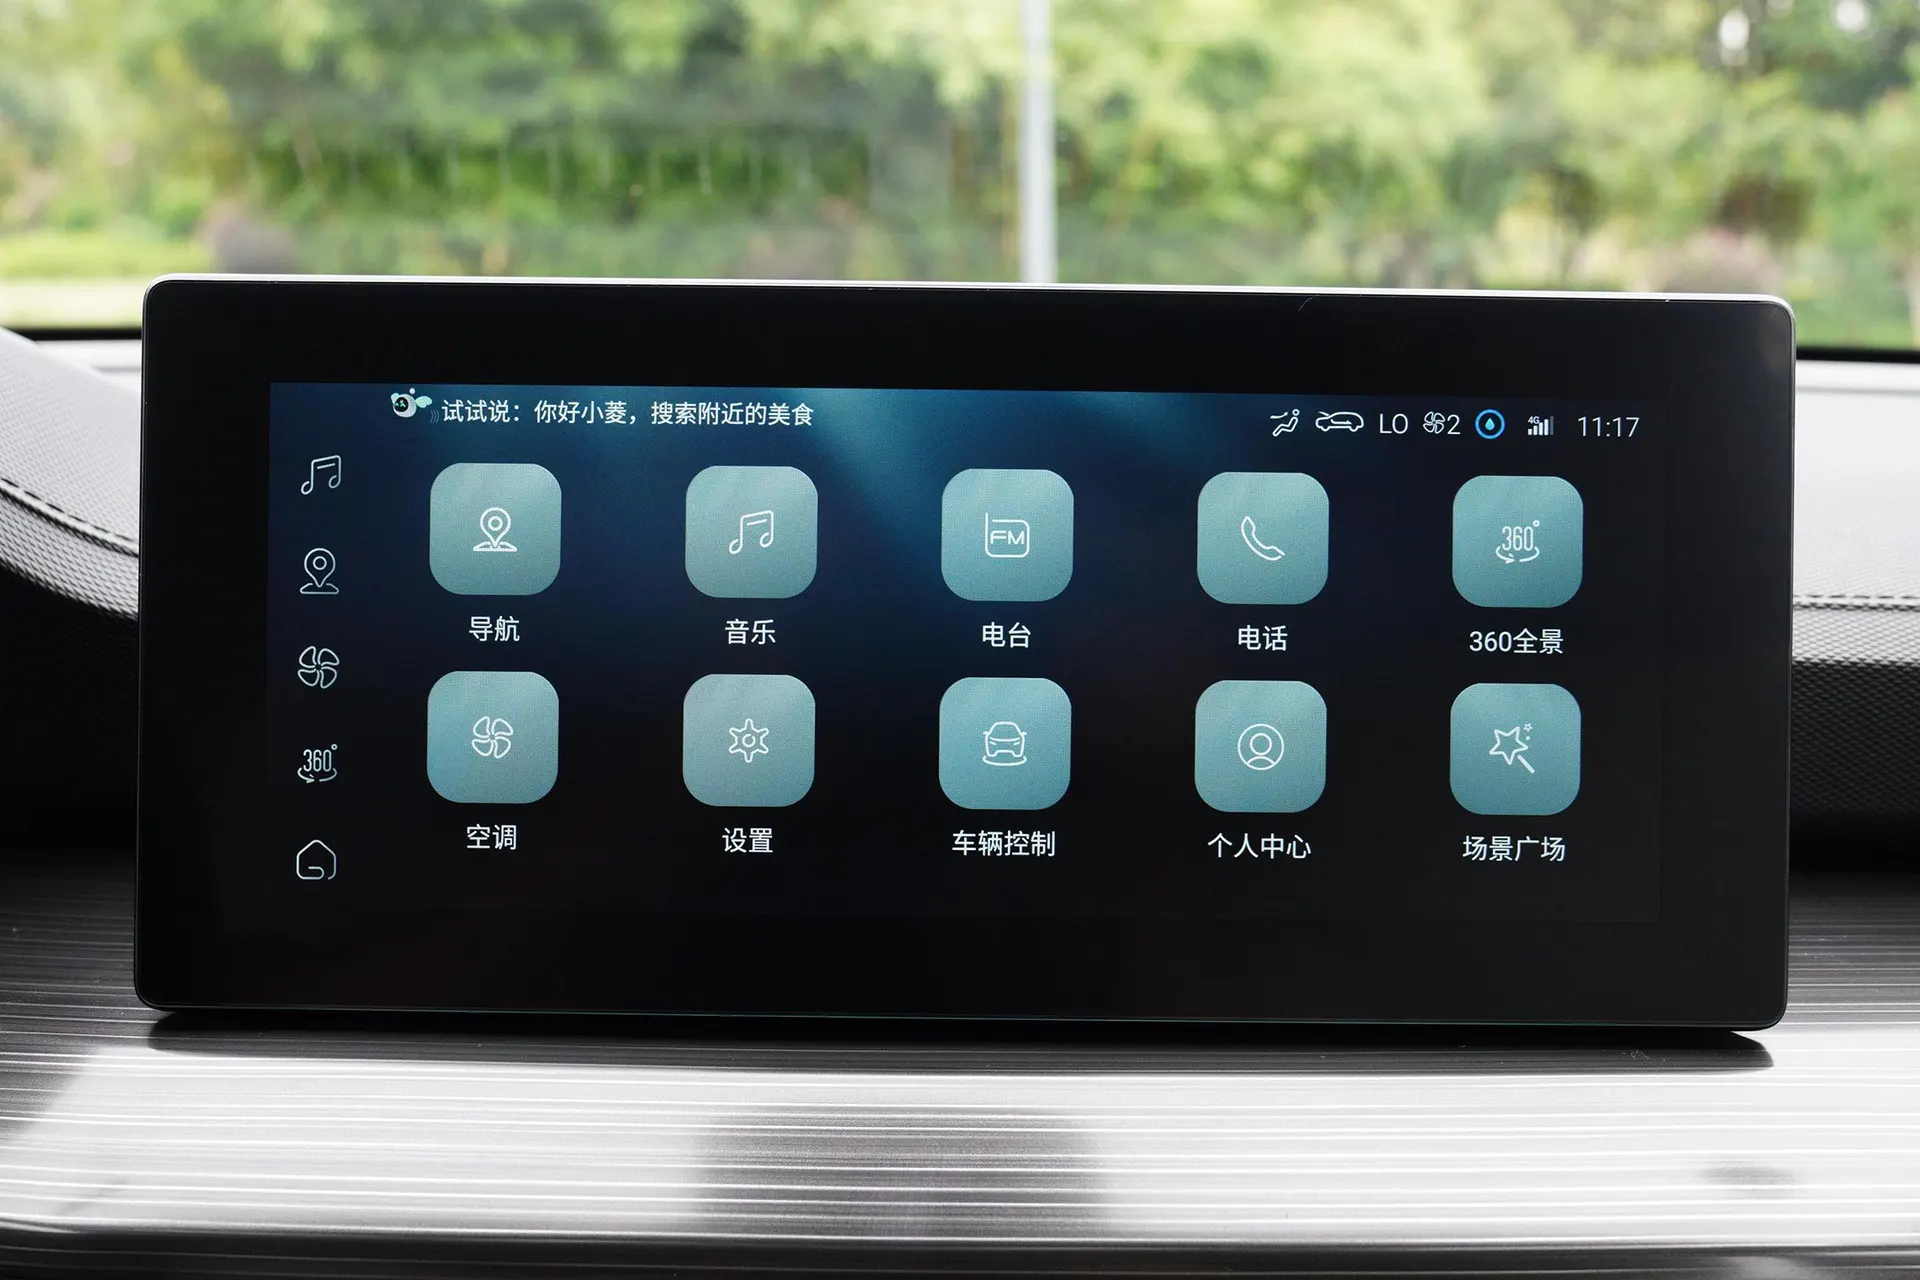 试试说：你好小菱，搜索附近的美食
LO 2 4G 11:17
FM
360°
导航
音乐
电台
电话
360全景
360°
空调
设置
车辆控制
个人中心
场景广场